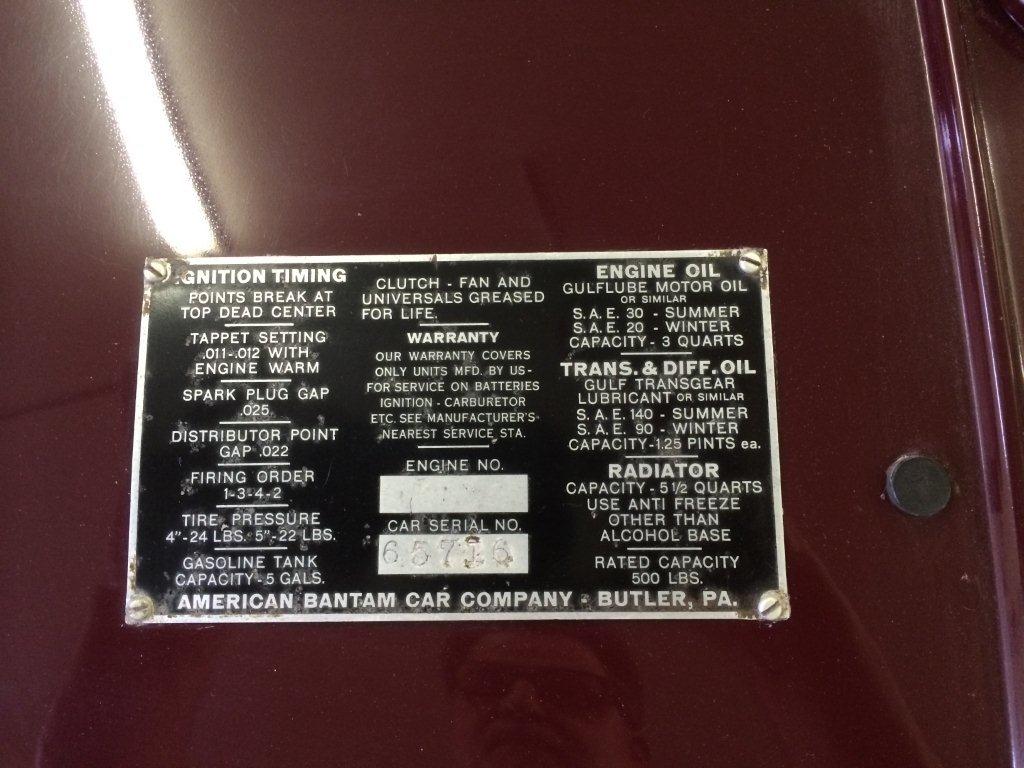 IGNITION TIMING
POINTS BREAK AT
TOP DEAD CENTER
TAPPET SETTING
.011-.012 WITH
ENGINE WARM
SPARK PLUG GAP
.025
DISTRIBUTOR POINT
GAP .022
FIRING ORDER
1-3-4-2
TIRE PRESSURE
4"-24 LBS. 5"-22 LBS.
GASOLINE TANK
CAPACITY-5 GALS.
CLUTCH - FAN AND
UNIVERSALS GREASED
FOR LIFE.
WARRANTY
OUR WARRANTY COVERS
ONLY UNITS MFD. BY US-
FOR SERVICE ON BATTERIES
IGNITION - CARBURETOR
ETC. SEE MANUFACTURER'S
NEAREST SERVICE STA.
ENGINE NO.
CAR SERIAL NO.
65716
ENGINE OIL
GULFLUBE MOTOR OIL
OR SIMILAR
S.A.E. 30 - SUMMER
S.A.E. 20 - WINTER
CAPACITY - 3 QUARTS
TRANS. & DIFF. OIL
GULF TRANSGEAR
LUBRICANT OR SIMILAR
S.A.E. 140 - SUMMER
S.A.E. 90 - WINTER
CAPACITY-1.25 PINTS ea.
RADIATOR
CAPACITY - 5 1/2 QUARTS
USE ANTI FREEZE
OTHER THAN
ALCOHOL BASE
RATED CAPACITY
500 LBS.
AMERICAN BANTAM CAR COMPANY - BUTLER, PA.